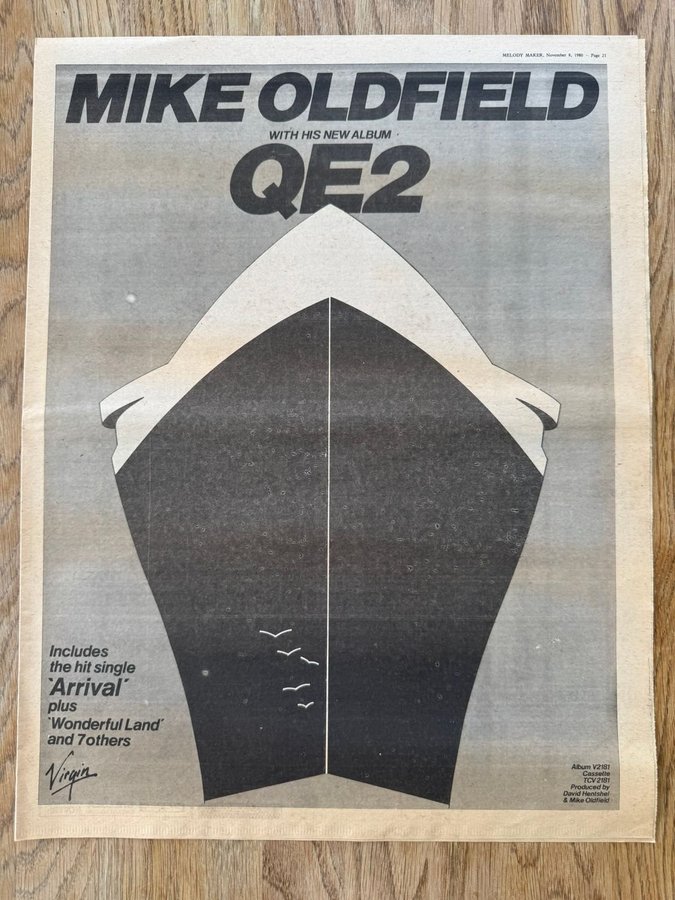 MELODY MAKER, November 8, 1980 — Page 21
MIKE OLDFIELD
WITH HIS NEW ALBUM
QE2
Includes
the hit single
'Arrival'
plus
'Wonderful Land'
and 7 others
Virgin
Album V2181
Cassette
TCV 2181
Produced by
David Hentshel
& Mike Oldfield